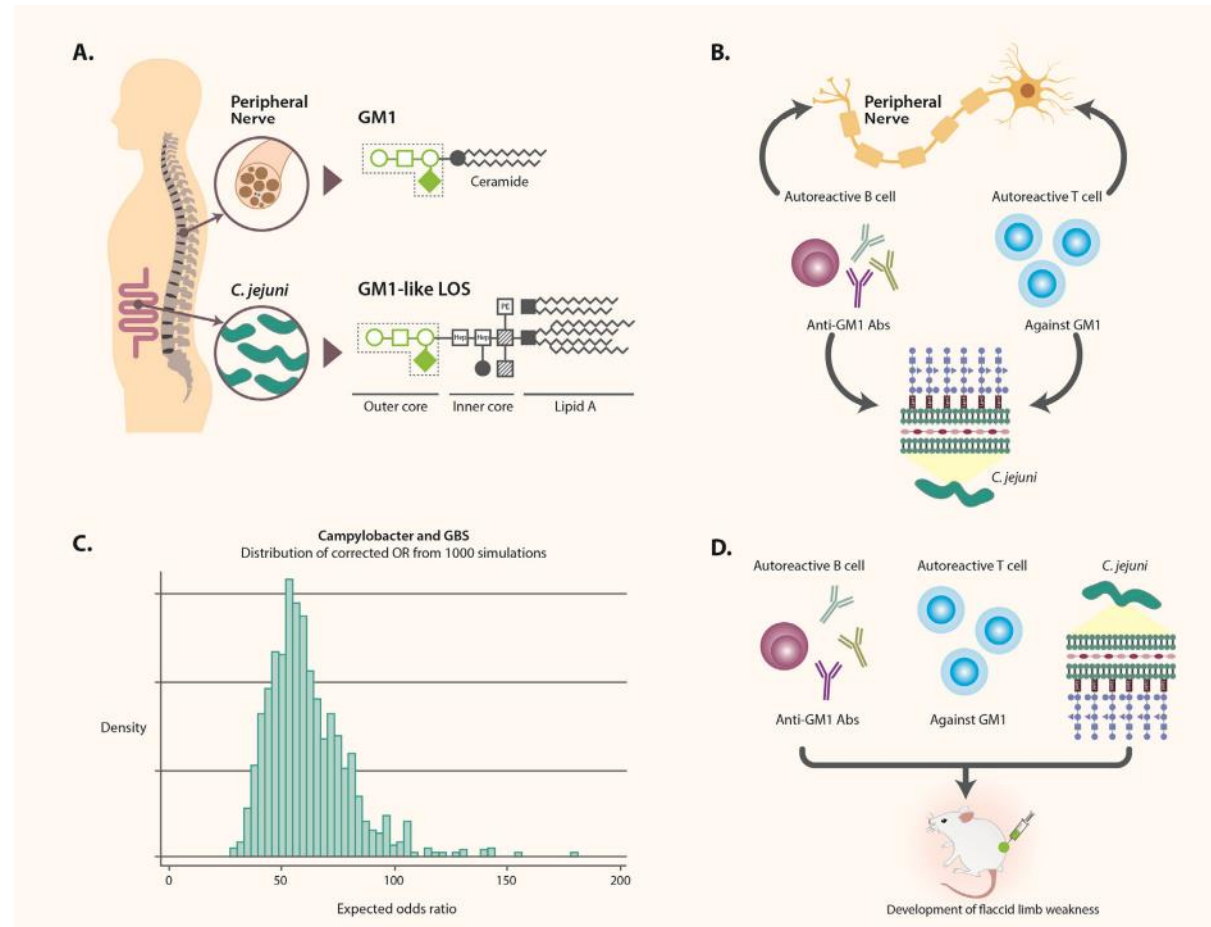 A.
Peripheral
Nerve
GM1
Ceramide
C. jejuni
GM1-like LOS
PE
Hep
Hep
Outer core
Inner core
Lipid A
B.
Peripheral
Nerve
Autoreactive B cell
Autoreactive T cell
Anti-GM1 Abs
Against GM1
C. jejuni
C.
Campylobacter and GBS
Distribution of corrected OR from 1000 simulations
Density
0
50
100
150
200
Expected odds ratio
D.
Autoreactive B cell
Autoreactive T cell
C. jejuni
Anti-GM1 Abs
Against GM1
Development of flaccid limb weakness